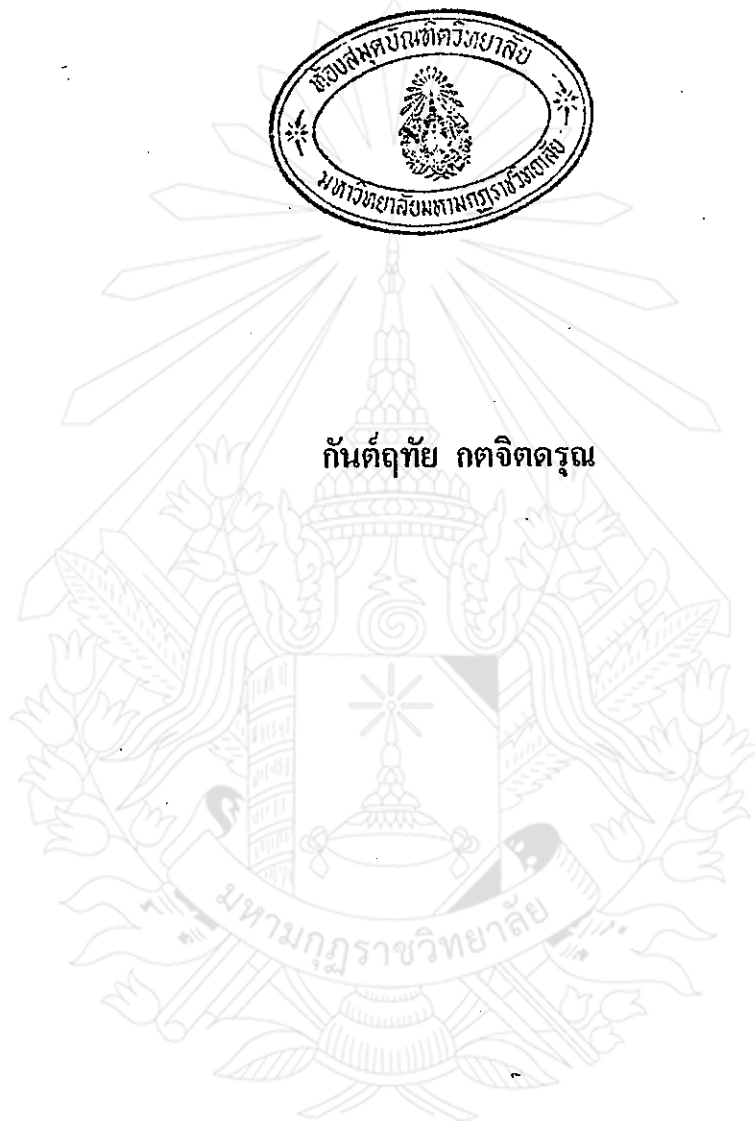 ห้องสมุดบัณฑิตวิทยาลัย
มหาวิทยาลัยมหามกุฏราชวิทยาลัย
กันต์ฤทัย กตจิตดรุณ
มหามกุฏราชวิทยาลัย